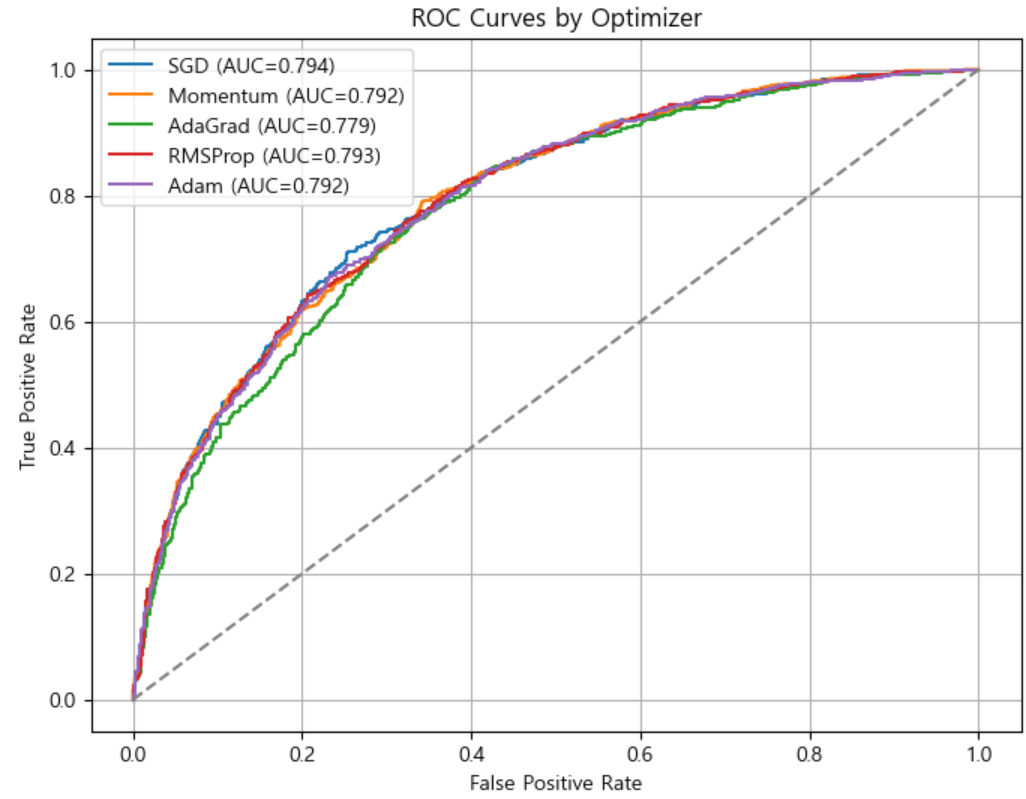 ROC Curves by Optimizer
SGD (AUC=0.794)
Momentum (AUC=0.792)
AdaGrad (AUC=0.779)
RMSProp (AUC=0.793)
Adam (AUC=0.792)
True Positive Rate
1.0
0.8
0.6
0.4
0.2
0.0
0.0 0.2 0.4 0.6 0.8 1.0
False Positive Rate